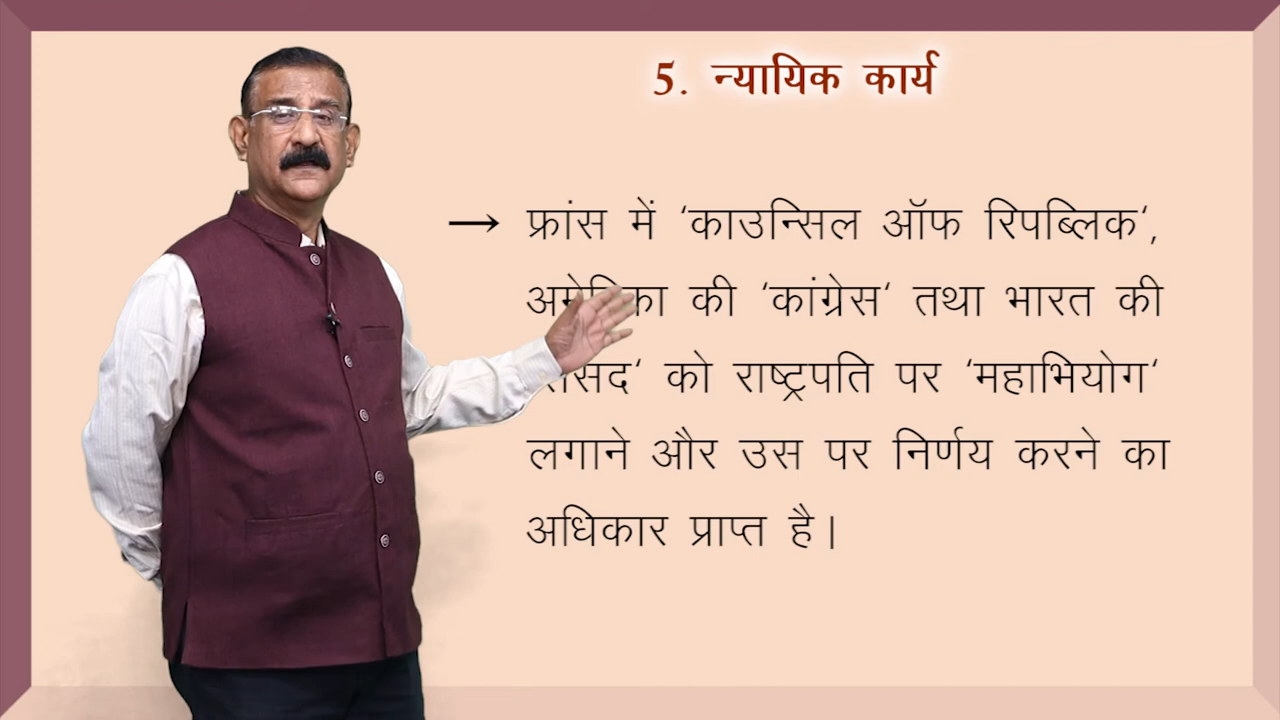 5. न्यायिक कार्य
→ फ्रांस में ‘काउन्सिल ऑफ रिपब्लिक‘,
की ‘कांग्रेस‘ तथा भारत की
को राष्ट्रपति पर ‘महाभियोग‘
लगाने और उस पर निर्णय करने का
अधिकार प्राप्त है।